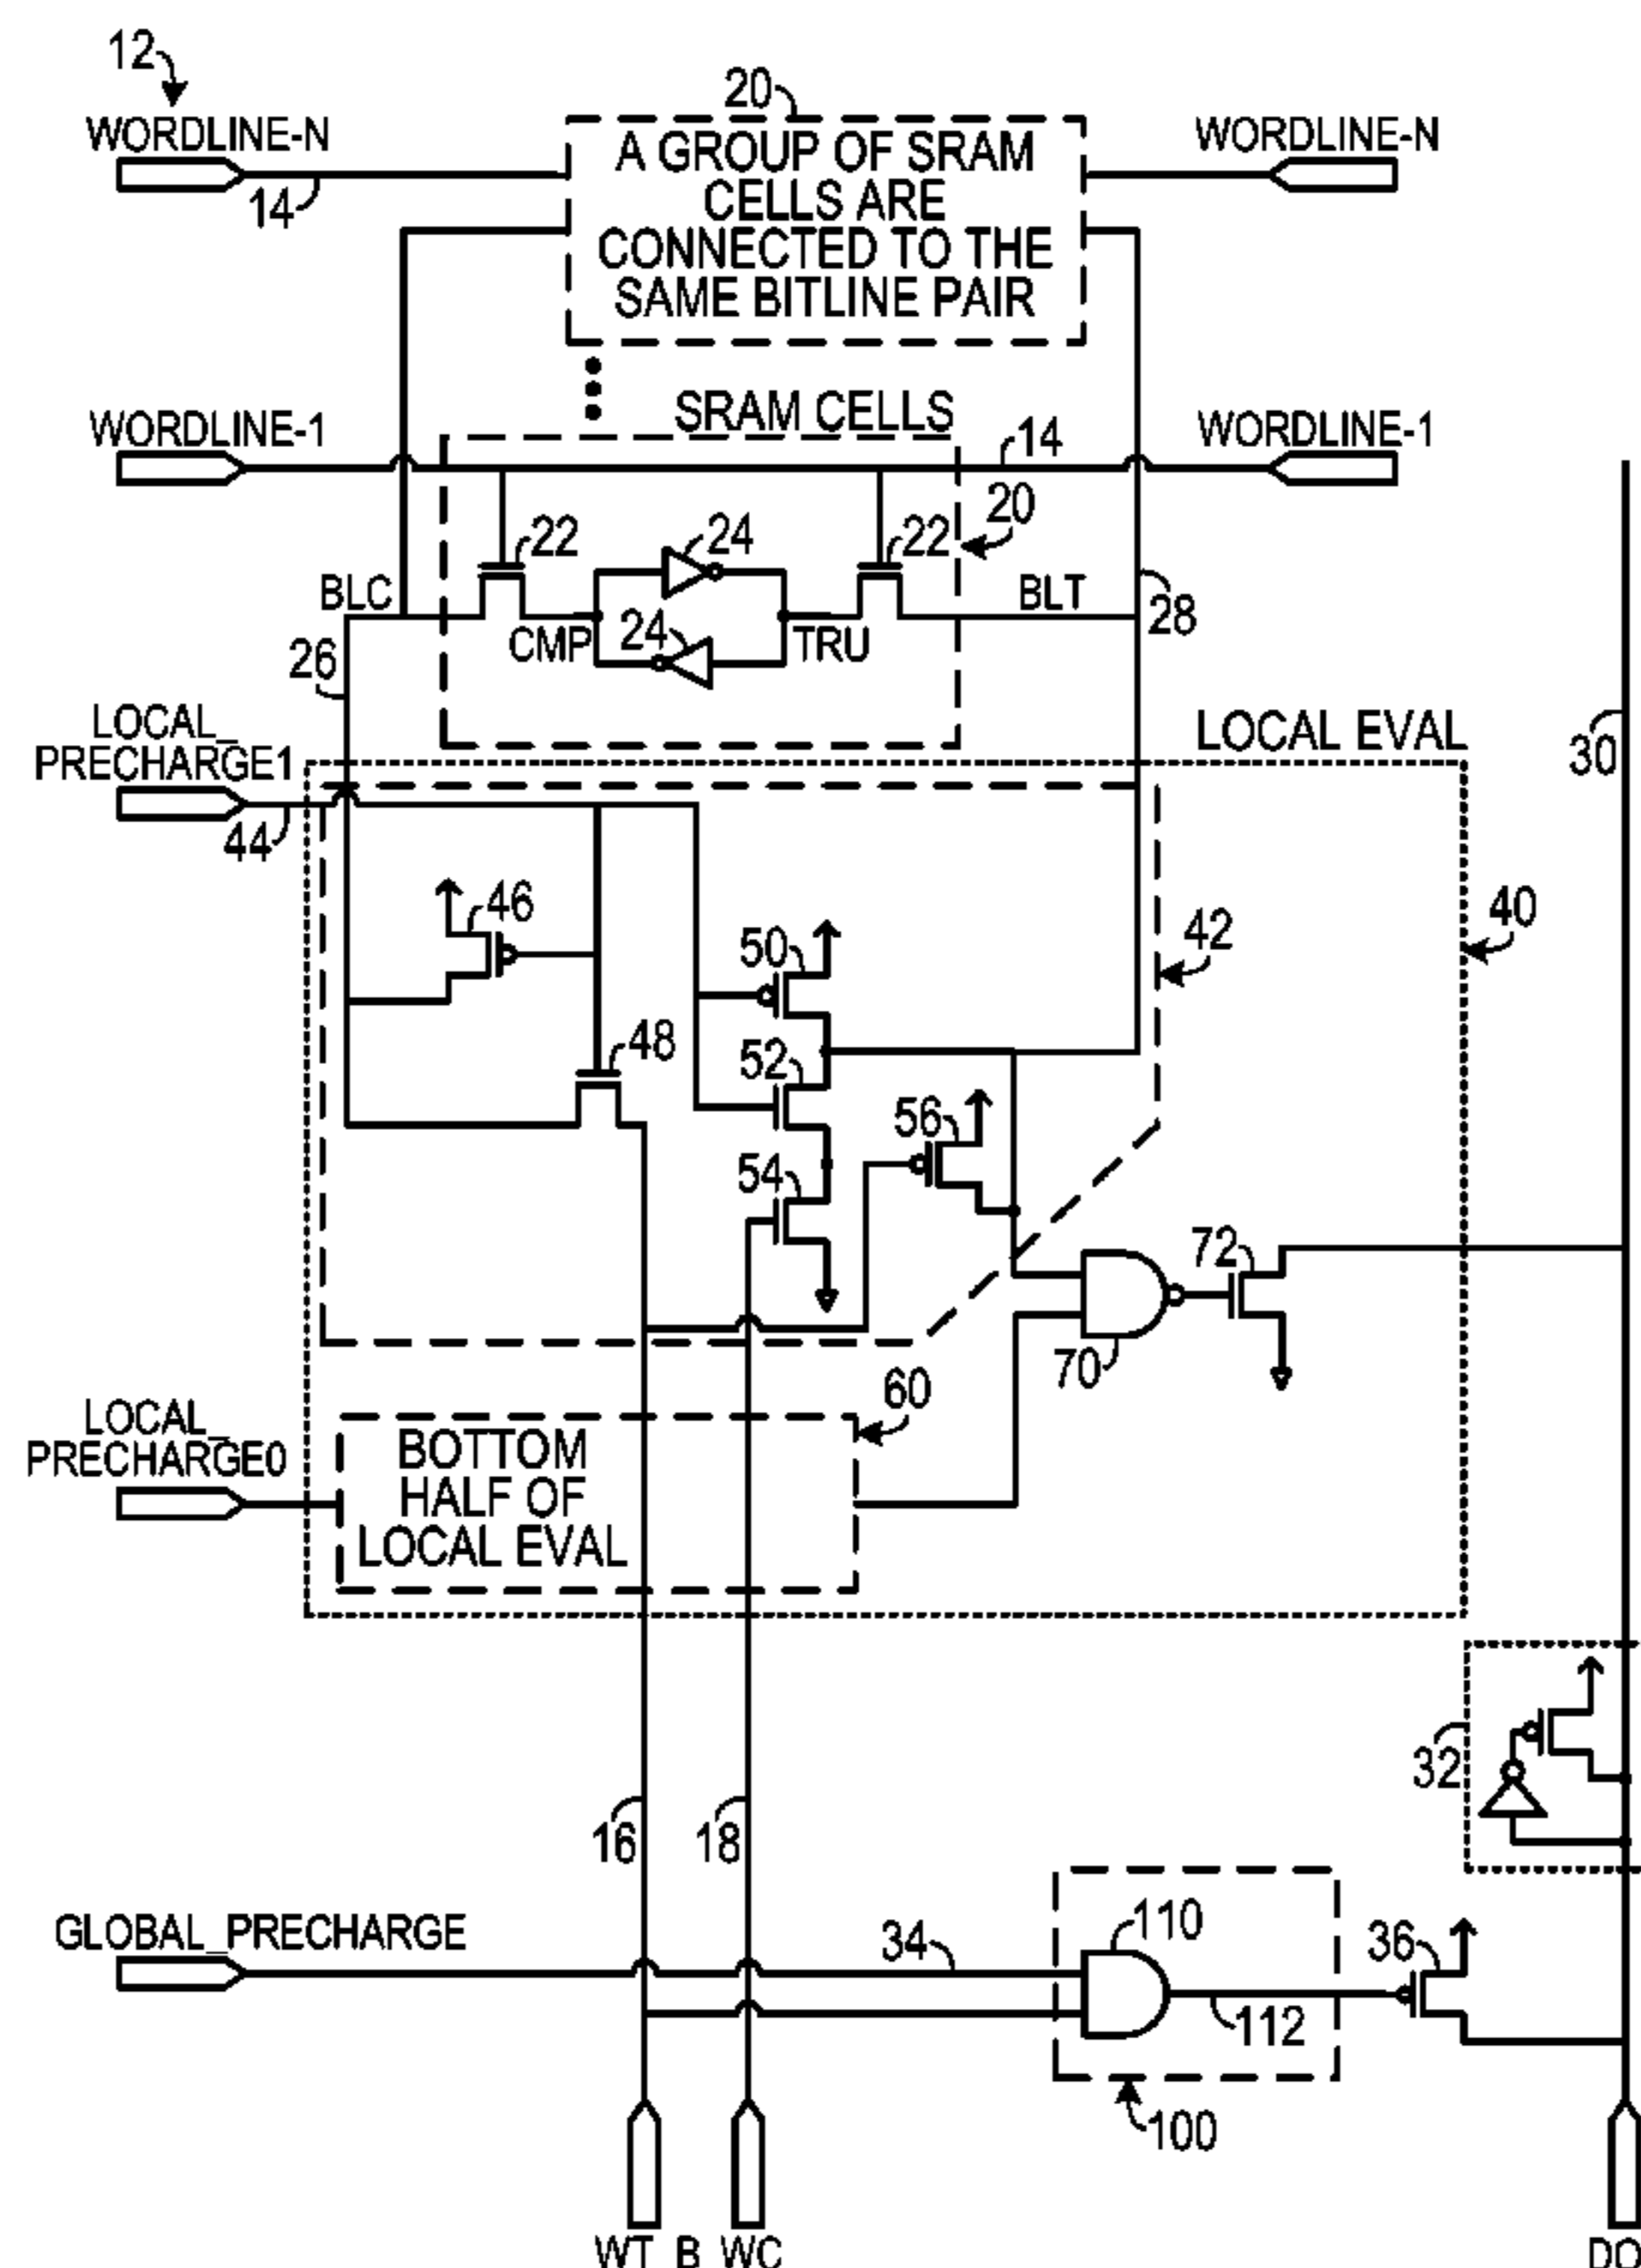 12
WORDLINE-N
14
20
A GROUP OF SRAM
CELLS ARE
CONNECTED TO THE
SAME BITLINE PAIR
WORDLINE-N
SRAM CELLS
WORDLINE-1
14
WORDLINE-1
20
22
24
22
BLC
BLT
28
CMP
24
TRU
26
LOCAL_
PRECHARGE1
LOCAL EVAL
30
44
46
50
42
40
48
52
56
54
72
70
LOCAL_
PRECHARGE0
60
BOTTOM
HALF OF
LOCAL EVAL
32
16
18
GLOBAL_PRECHARGE
34
110
36
112
100
WT_B
WC
DO